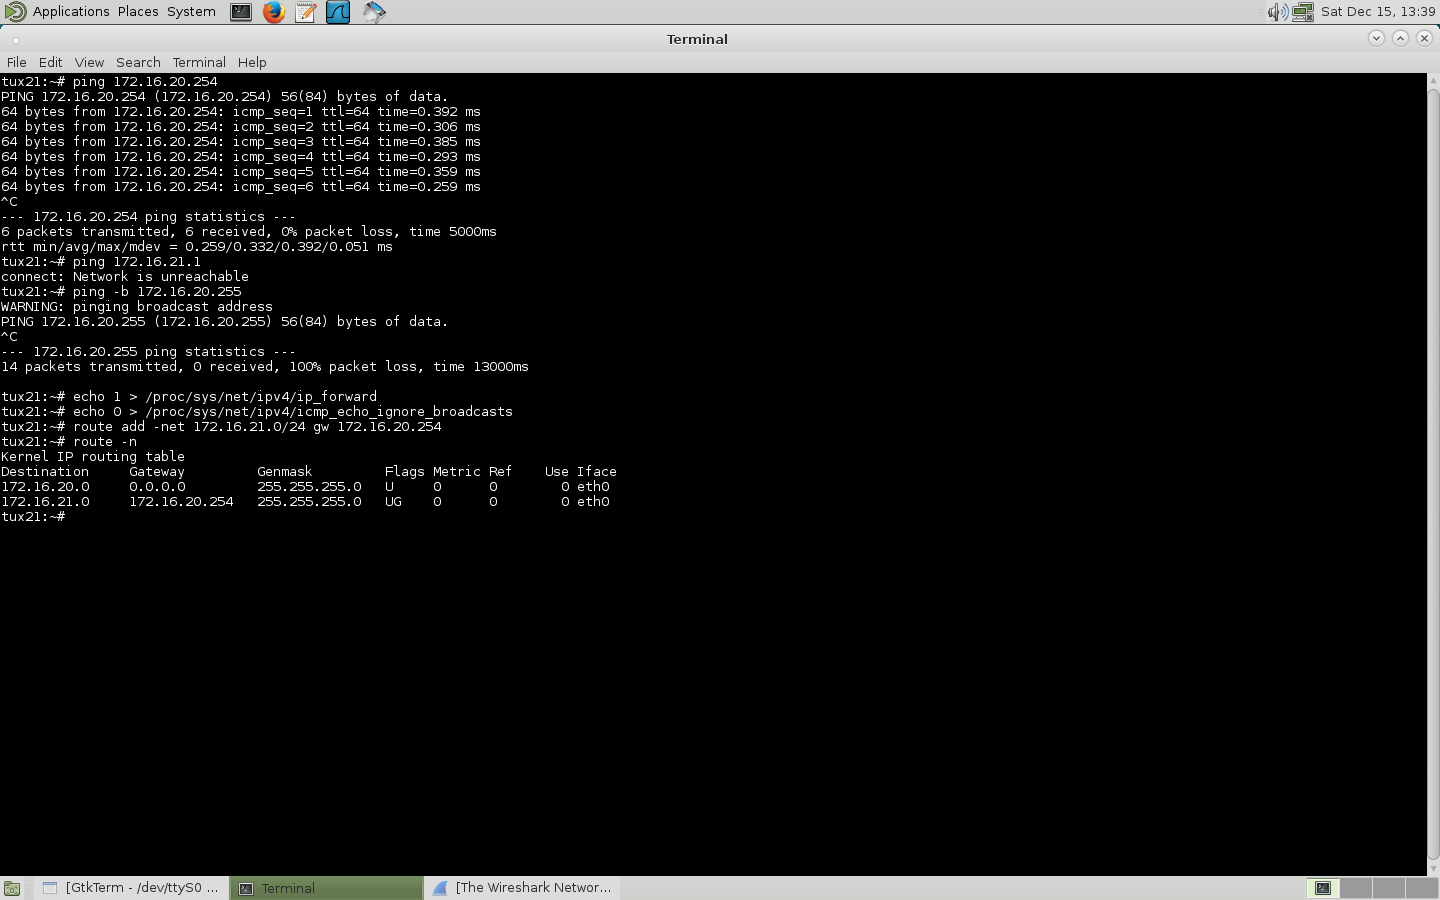 Applications Places System
Sat Dec 15, 13:39
Terminal
File Edit View Search Terminal Help
tux21:~# ping 172.16.20.254
PING 172.16.20.254 (172.16.20.254) 56(84) bytes of data.
64 bytes from 172.16.20.254: icmp_seq=1 ttl=64 time=0.392 ms
64 bytes from 172.16.20.254: icmp_seq=2 ttl=64 time=0.306 ms
64 bytes from 172.16.20.254: icmp_seq=3 ttl=64 time=0.385 ms
64 bytes from 172.16.20.254: icmp_seq=4 ttl=64 time=0.293 ms
64 bytes from 172.16.20.254: icmp_seq=5 ttl=64 time=0.359 ms
64 bytes from 172.16.20.254: icmp_seq=6 ttl=64 time=0.259 ms
^C
--- 172.16.20.254 ping statistics ---
6 packets transmitted, 6 received, 0% packet loss, time 5000ms
rtt min/avg/max/mdev = 0.259/0.332/0.392/0.051 ms
tux21:~# ping 172.16.21.1
connect: Network is unreachable
tux21:~# ping -b 172.16.20.255
WARNING: pinging broadcast address
PING 172.16.20.255 (172.16.20.255) 56(84) bytes of data.
^C
--- 172.16.20.255 ping statistics ---
14 packets transmitted, 0 received, 100% packet loss, time 13000ms
tux21:~# echo 1 > /proc/sys/net/ipv4/ip_forward
tux21:~# echo 0 > /proc/sys/net/ipv4/icmp_echo_ignore_broadcasts
tux21:~# route add -net 172.16.21.0/24 gw 172.16.20.254
tux21:~# route -n
Kernel IP routing table
Destination     Gateway         Genmask         Flags Metric Ref    Use Iface
172.16.20.0     0.0.0.0         255.255.255.0   U     0      0        0 eth0
172.16.21.0     172.16.20.254   255.255.255.0   UG    0      0        0 eth0
tux21:~#
[GtkTerm - /dev/ttyS0 ...
Terminal
[The Wireshark Networ...